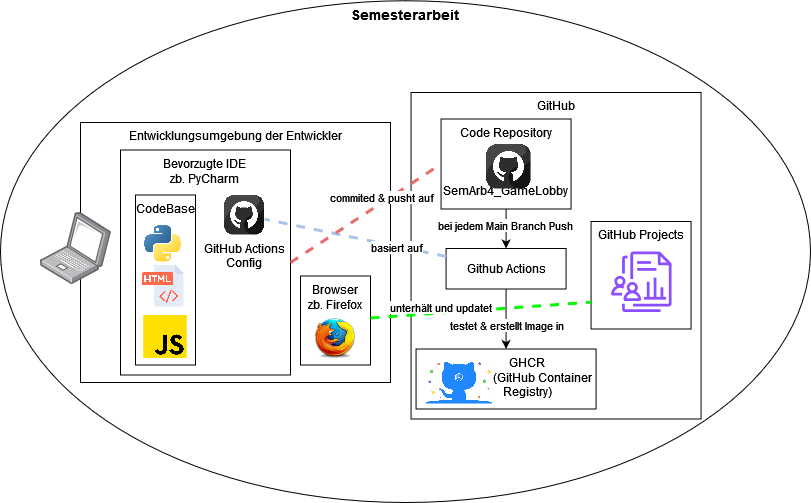 Semesterarbeit
Entwicklungsumgebung der Entwickler
Bevorzugte IDE
zb. PyCharm
CodeBase
HTML
</>
JS
GitHub Actions
Config
Browser
zb. Firefox
commited & pusht auf
basiert auf
unterhält und updatet
GitHub
Code Repository
SemArb4_GameLobby
bei jedem Main Branch Push
Github Actions
testet & erstellt Image in
GHCR
(GitHub Container
Registry)
GitHub Projects